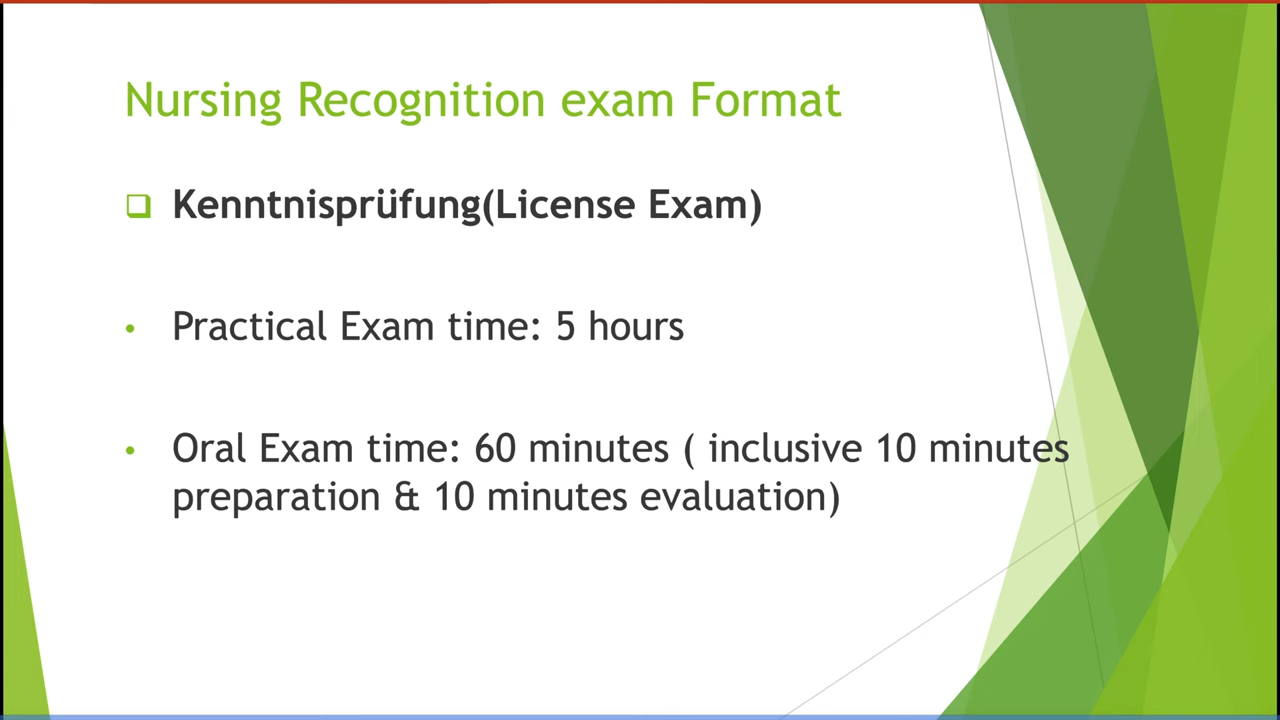 Nursing Recognition exam Format
Kenntnisprüfung(License Exam)
Practical Exam time: 5 hours
Oral Exam time: 60 minutes ( inclusive 10 minutes
preparation & 10 minutes evaluation)